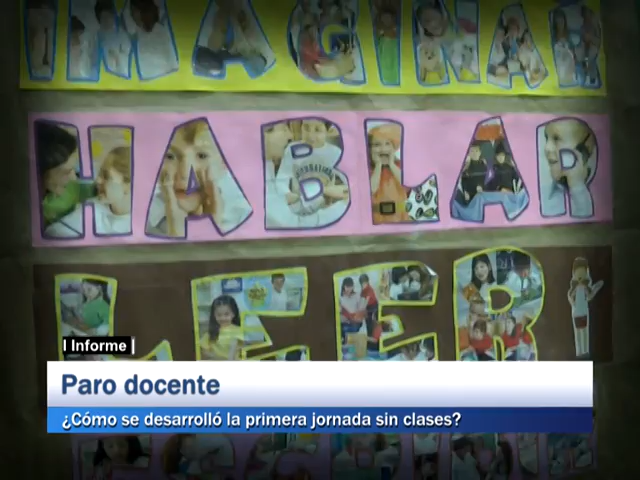 IMAGINAR
HABLAR
LEER
| Informe |
Paro docente
¿Cómo se desarrolló la primera jornada sin clases?